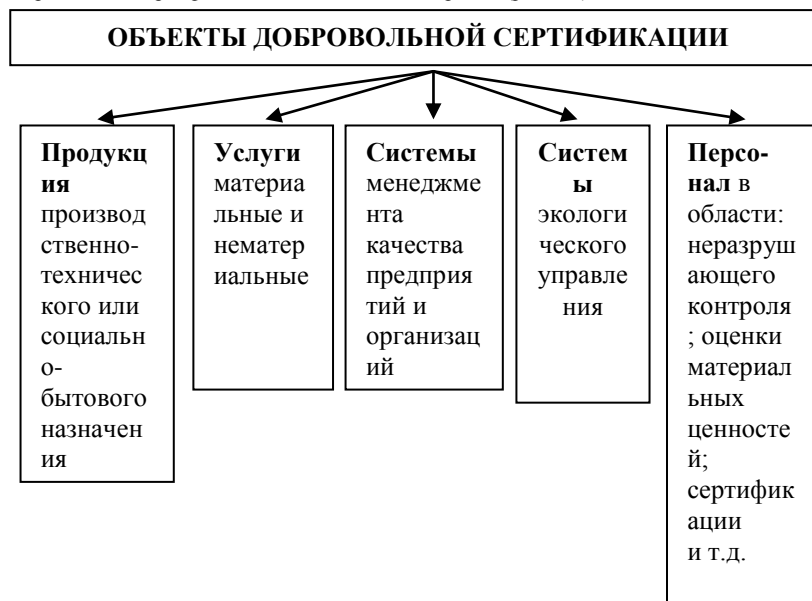 ОБЪЕКТЫ ДОБРОВОЛЬНОЙ СЕРТИФИКАЦИИ
Продукц
ия
производ
ственно-
техничес
кого или
социальн
о-
бытового
назначен
ия
Услуги
материа
льные и
нематер
иальные
Системы
менеджме
нта
качества
предприя
тий и
организац
ий
Систем
ы
экологи
ческого
управле
ния
Персо-
нал в
области:
неразруш
ающего
контроля
; оценки
материал
ьных
ценносте
й;
сертифик
ации
и т.д.